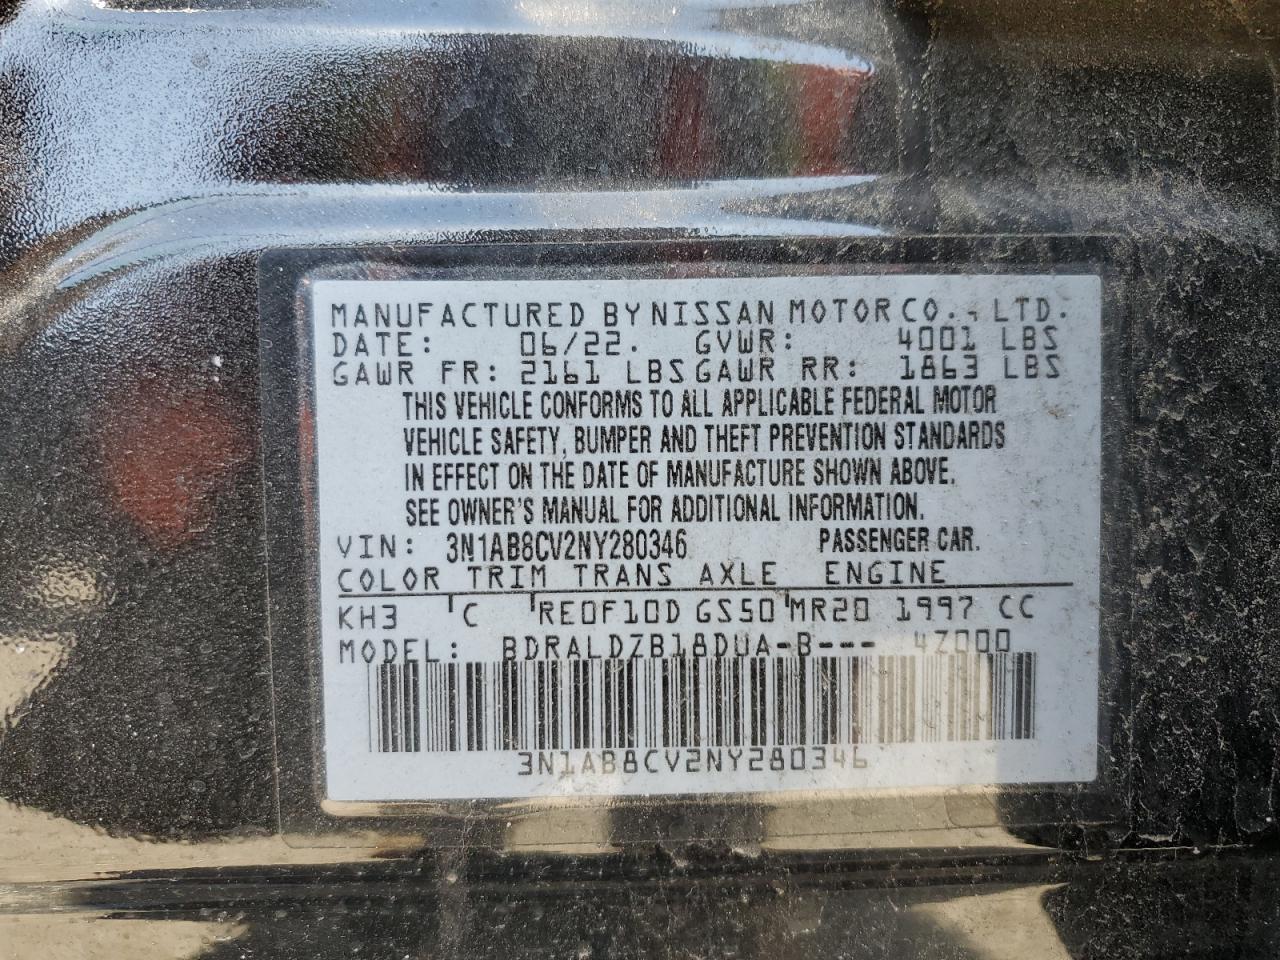 MANUFACTURED BY NISSAN MOTOR CO., LTD.
DATE: 06/22. GVWR: 4001 LBS
GAWR FR: 2161 LBS GAWR RR: 1863 LBS
THIS VEHICLE CONFORMS TO ALL APPLICABLE FEDERAL MOTOR
VEHICLE SAFETY, BUMPER AND THEFT PREVENTION STANDARDS
IN EFFECT ON THE DATE OF MANUFACTURE SHOWN ABOVE.
SEE OWNER'S MANUAL FOR ADDITIONAL INFORMATION.
VIN: 3N1AB8CV2NY280346 PASSENGER CAR.
COLOR TRIM TRANS AXLE ENGINE
KH3 C RE0F10D GS50 MR20 1997 CC
MODEL: BDRALDZB18DUA-B--- 4Z000
3N1AB8CV2NY280346